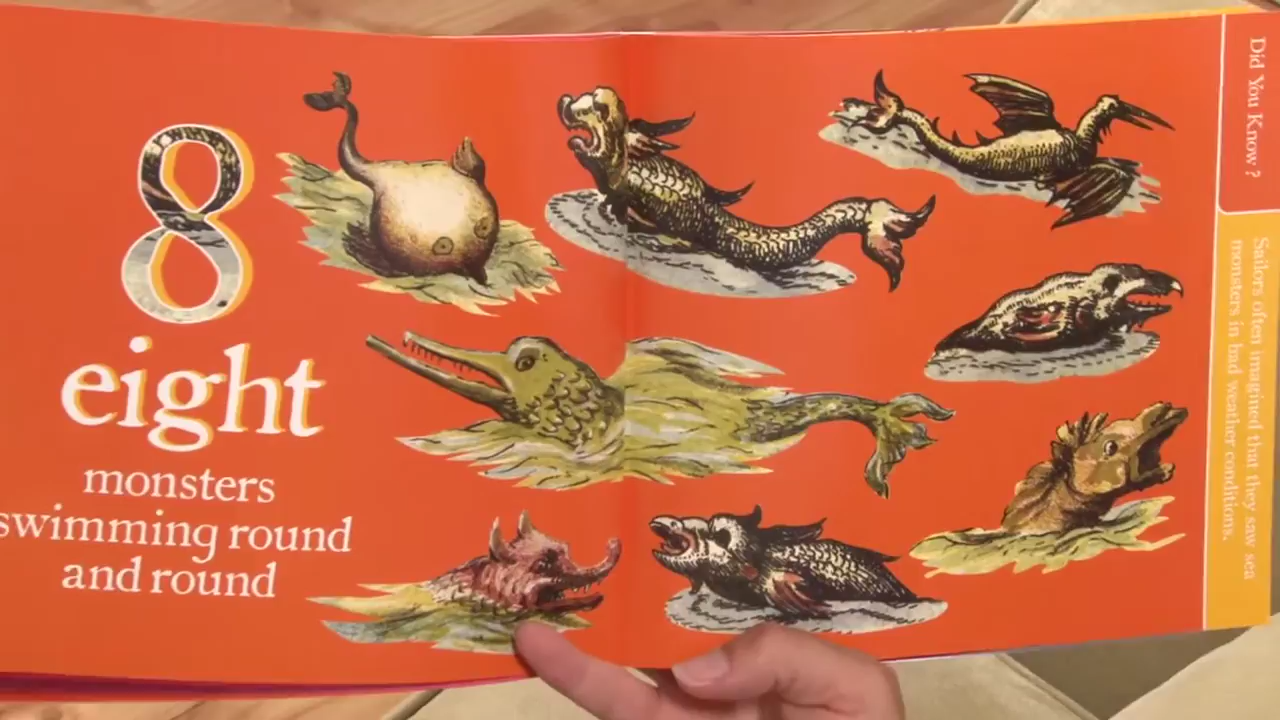 8
eight
monsters
swimming round
and round
Did You Know?
Sailors often imagined that they saw sea
monsters in bad weather conditions.